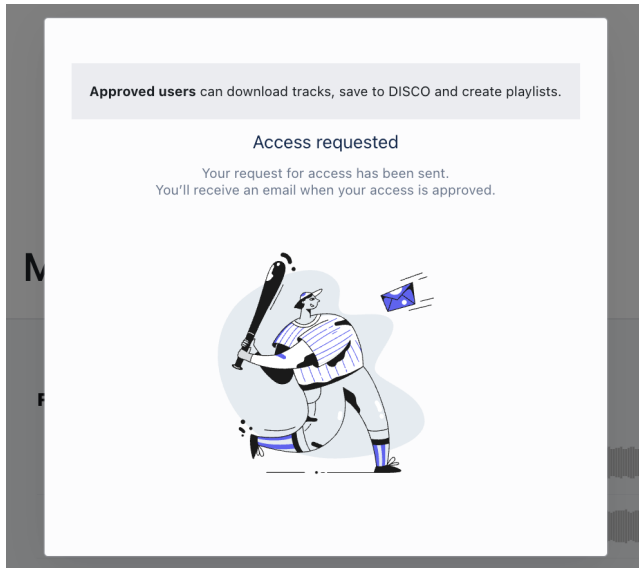 Approved users can download tracks, save to DISCO and create playlists.
Access requested
Your request for access has been sent.
You’ll receive an email when your access is approved.
M
F